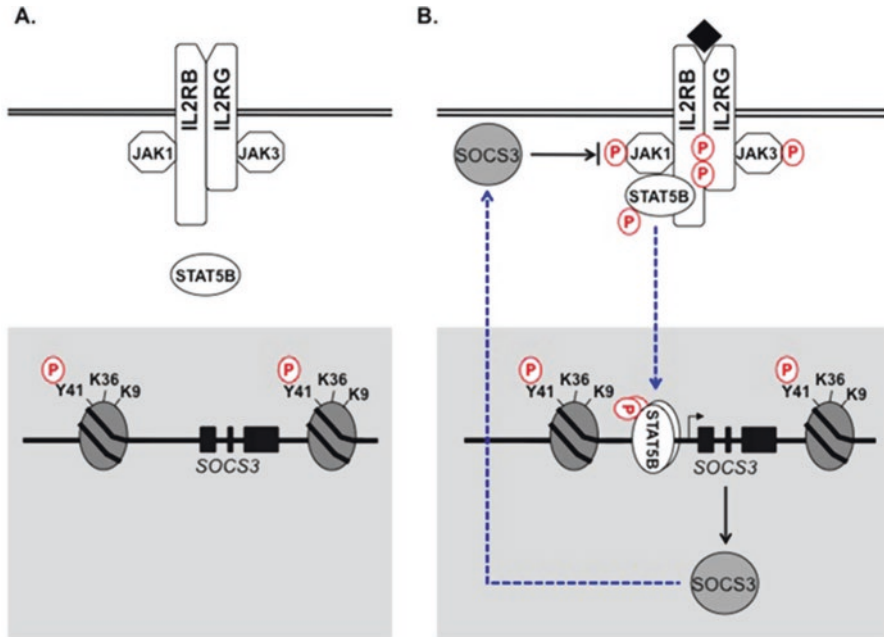 A.
IL2RB
IL2RG
JAK1
JAK3
STAT5B
P
Y41
K36
K9
P
Y41
K36
K9
SOCS3
B.
IL2RB
IL2RG
SOCS3
P
JAK1
P
P
JAK3
P
STAT5B
P
P
Y41
K36
K9
P
STAT5B
P
Y41
K36
K9
SOCS3
SOCS3